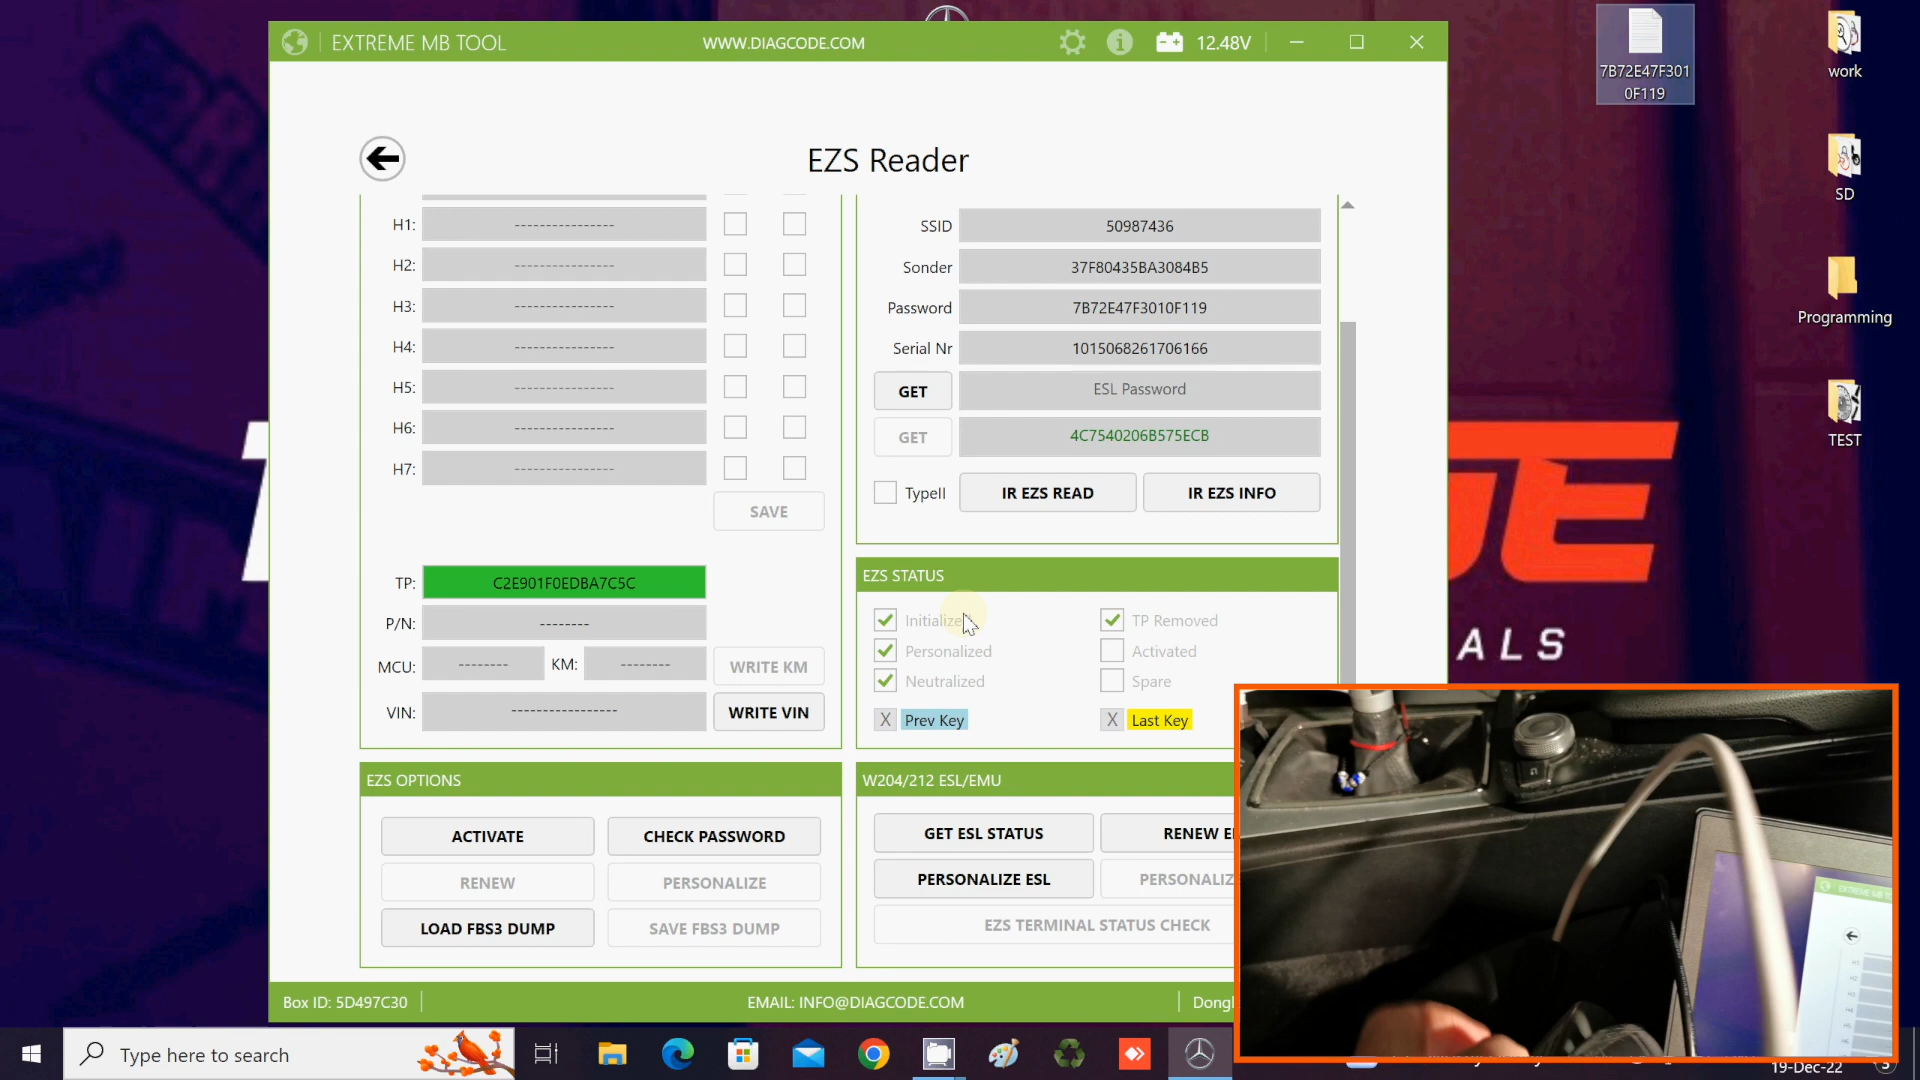 EXTREME MB TOOL
WWW.DIAGCODE.COM
12.48V
EZS Reader
H1: ----------------
H2: ----------------
H3: ----------------
H4: ----------------
H5: ----------------
H6: ----------------
H7: ----------------
SAVE
TP: C2E901F0EDBA7C5C
P/N: --------
MCU: -------- KM: -------- WRITE KM
VIN: ----------------- WRITE VIN
SSID 50987436
Sonder 37F80435BA3084B5
Password 7B72E47F3010F119
Serial Nr 1015068261706166
GET ESL Password
GET 4C7540206B575ECB
TypeII IR EZS READ IR EZS INFO
EZS STATUS
Initialized TP Removed
Personalized Activated
Neutralized Spare
X Prev Key X Last Key
EZS OPTIONS
ACTIVATE CHECK PASSWORD
RENEW PERSONALIZE
LOAD FBS3 DUMP SAVE FBS3 DUMP
W204/212 ESL/EMU
GET ESL STATUS RENEW E
PERSONALIZE ESL PERSONALIZ
EZS TERMINAL STATUS CHECK
Box ID: 5D497C30
EMAIL: INFO@DIAGCODE.COM
Dongl
7B72E47F301
0F119
work
SD
Programming
TEST
ALS
Type here to search
19-Dec-22